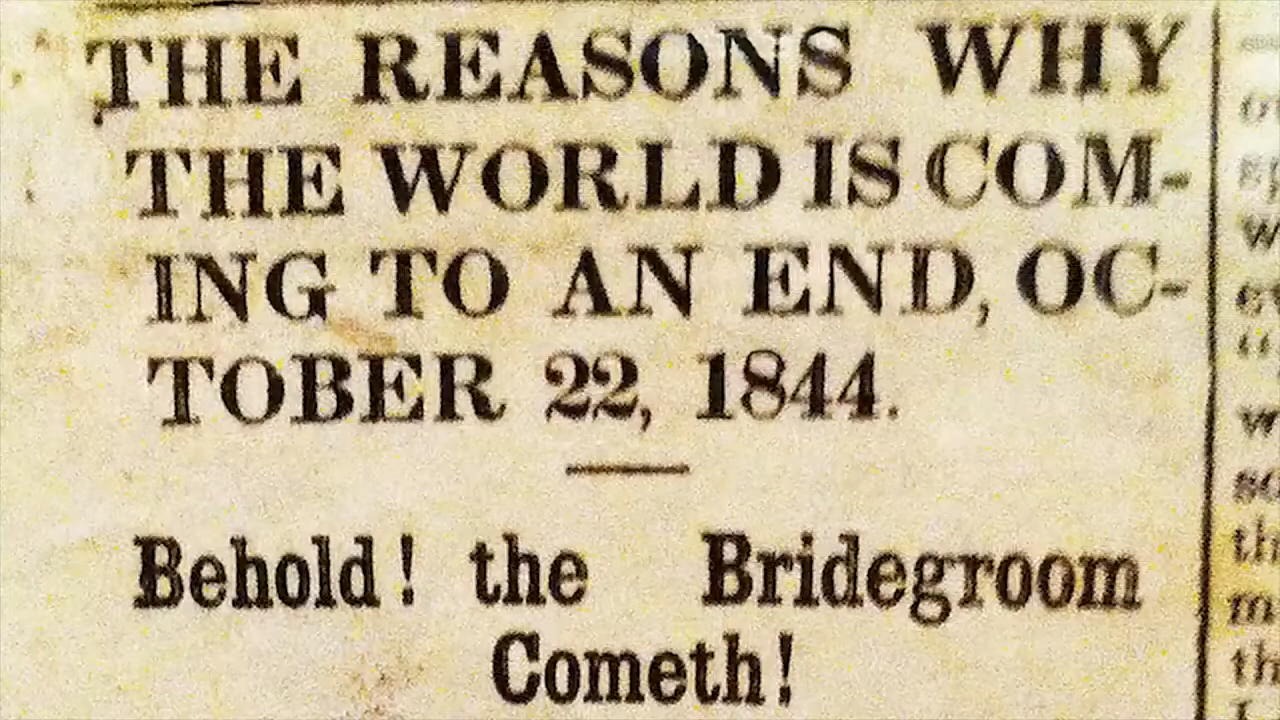 THE REASONS WHY
THE WORLD IS COM-
ING TO AN END, OC-
TOBER 22, 1844.
Behold! the Bridegroom
Cometh!